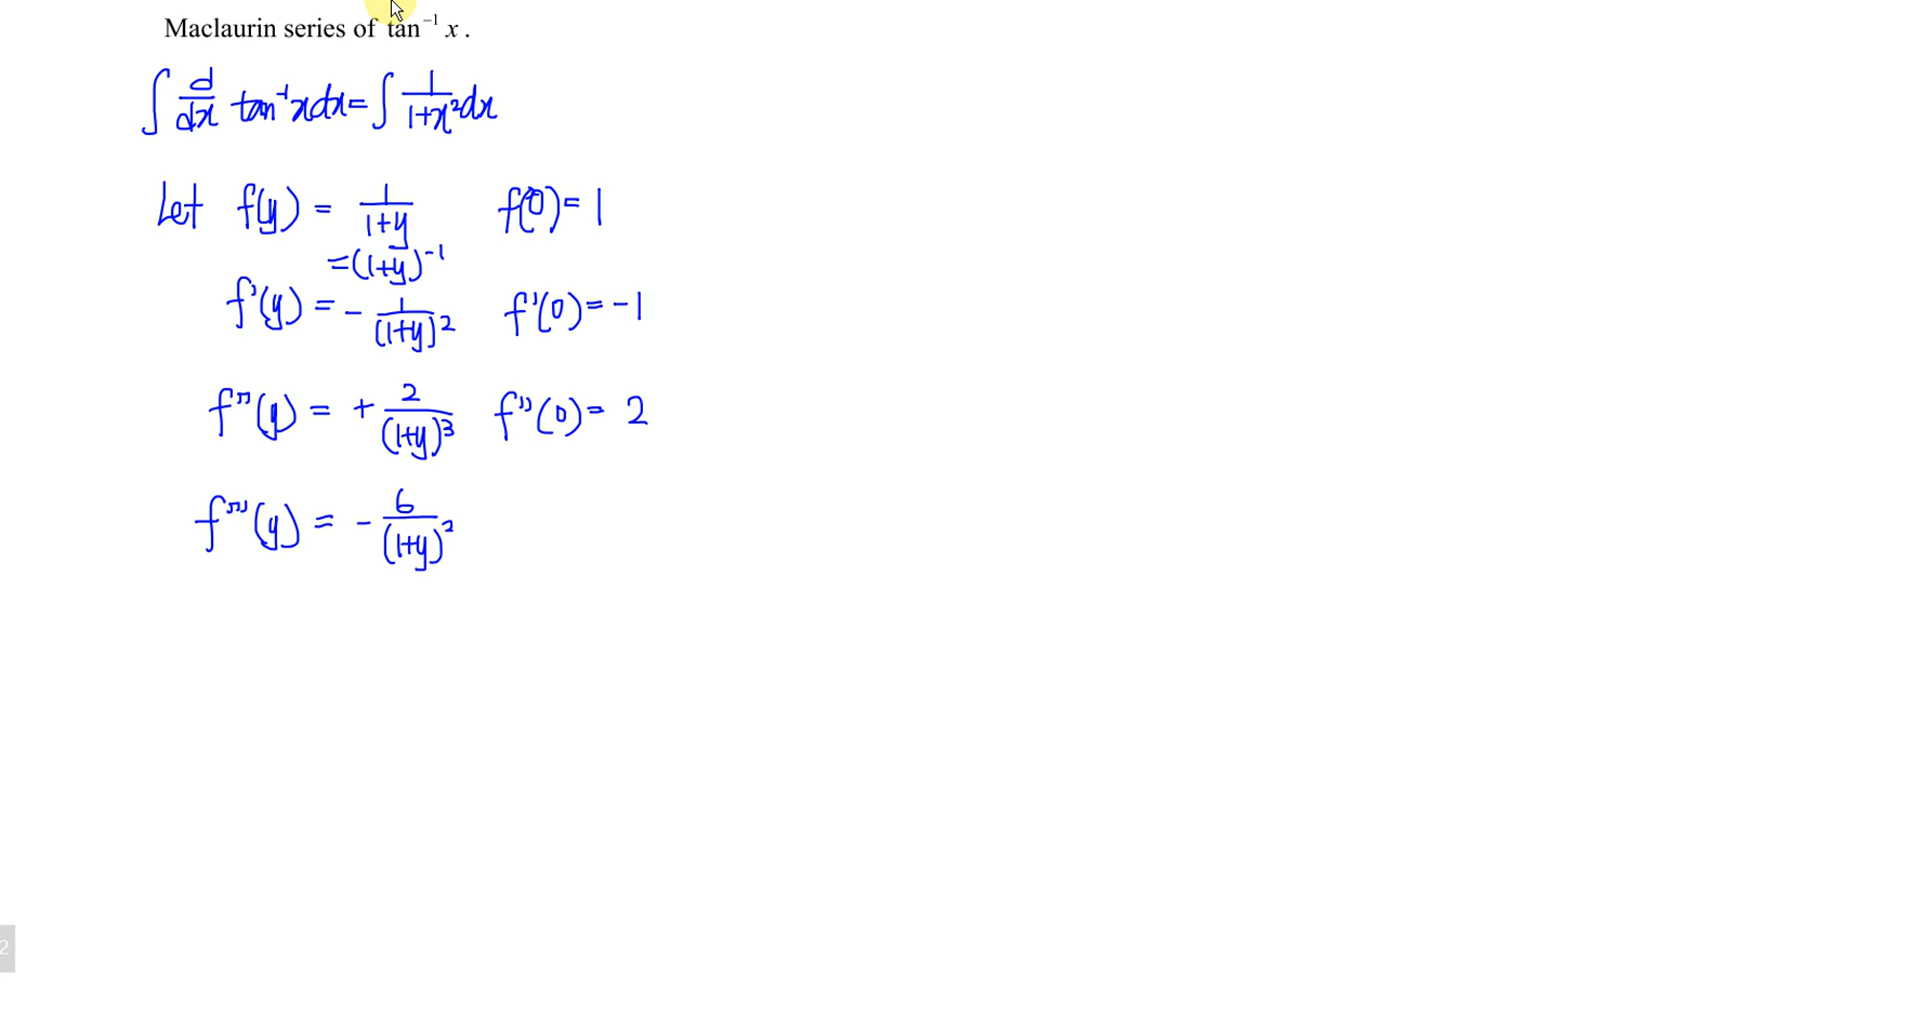 Maclaurin series of tan⁻¹ x .
∫ d/dx tan⁻¹x dx = ∫ 1/(1+x²) dx
Let f(y) = 1/(1+y) f(0) = 1
= (1+y)⁻¹
f'(y) = - 1/(1+y)² f'(0) = -1
f''(y) = + 2/(1+y)³ f''(0) = 2
f'''(y) = - 6/(1+y)²
2